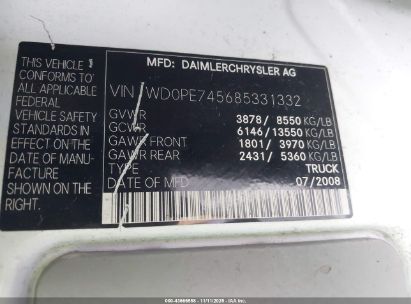 MFD: DAIMLERCHRYSLER AG
THIS VEHICLE
COMPLIES WITH
ALL APPLICABLE
FEDERAL
VEHICLE SAFETY
STANDARDS IN
EFFECT ON THE
DATE OF MANU-
FACTURE
SHOWN ON THE
RIGHT.
VIN WD0PE745685331332
GVWR 3878/ 8550 KG/LB
GCWR 6146/13550 KG/LB
GAWR FRONT 1801/ 3970 KG/LB
GAWR REAR 2431/ 5360 KG/LB
TYPE TRUCK
DATE OF MFD 07/2008